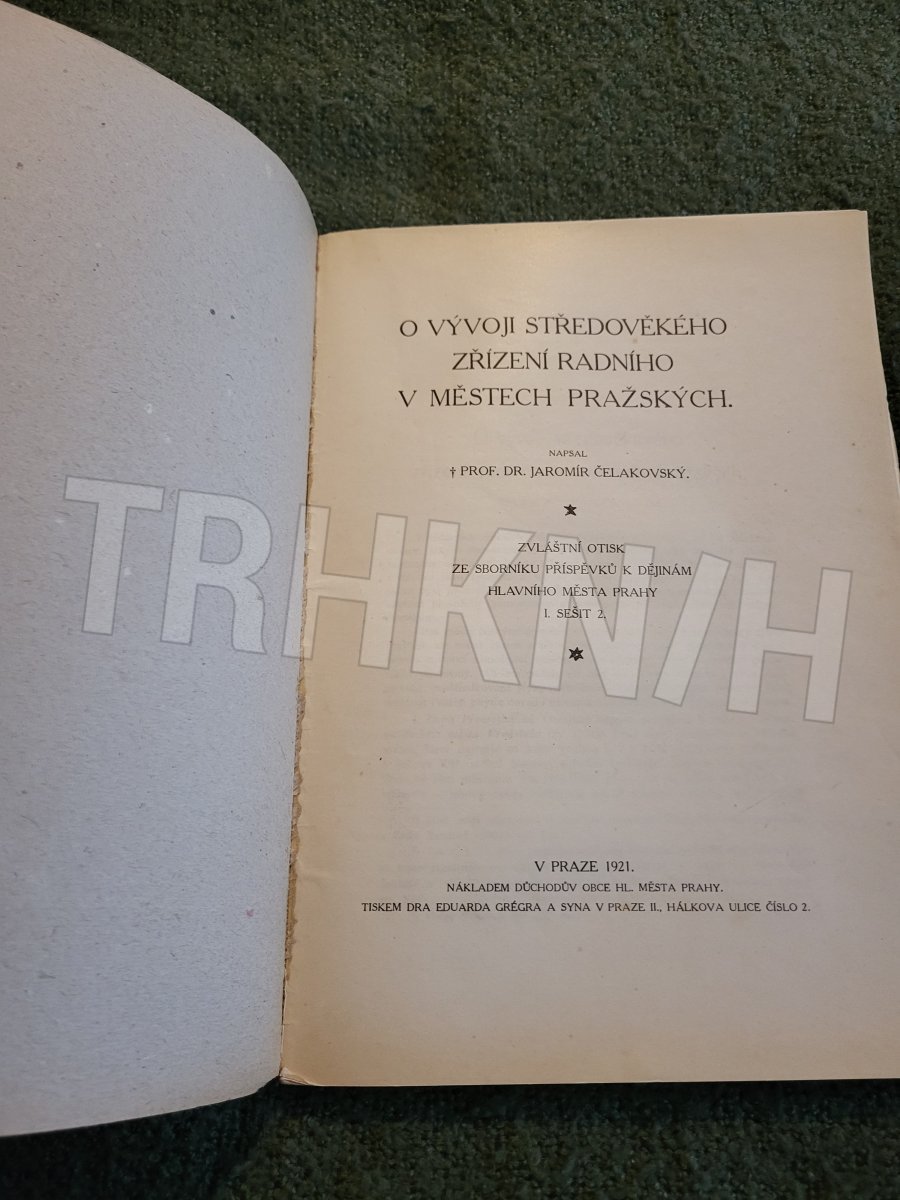 O VÝVOJI STŘEDOVĚKÉHO
ZŘÍZENÍ RADNÍHO
V MĚSTECH PRAŽSKÝCH.
NAPSAL
† PROF. DR. JAROMÍR ČELAKOVSKÝ.
ZVLÁŠTNÍ OTISK
ZE SBORNÍKU PŘÍSPĚVKŮ K DĚJINÁM
HLAVNÍHO MĚSTA PRAHY
I. SEŠIT 2.
TRHKN/H
V PRAZE 1921.
NÁKLADEM DŮCHODŮV OBCE HL. MĚSTA PRAHY.
TISKEM DRA EDUARDA GRÉGRA A SYNA V PRAZE II., HÁLKOVA ULICE ČÍSLO 2.